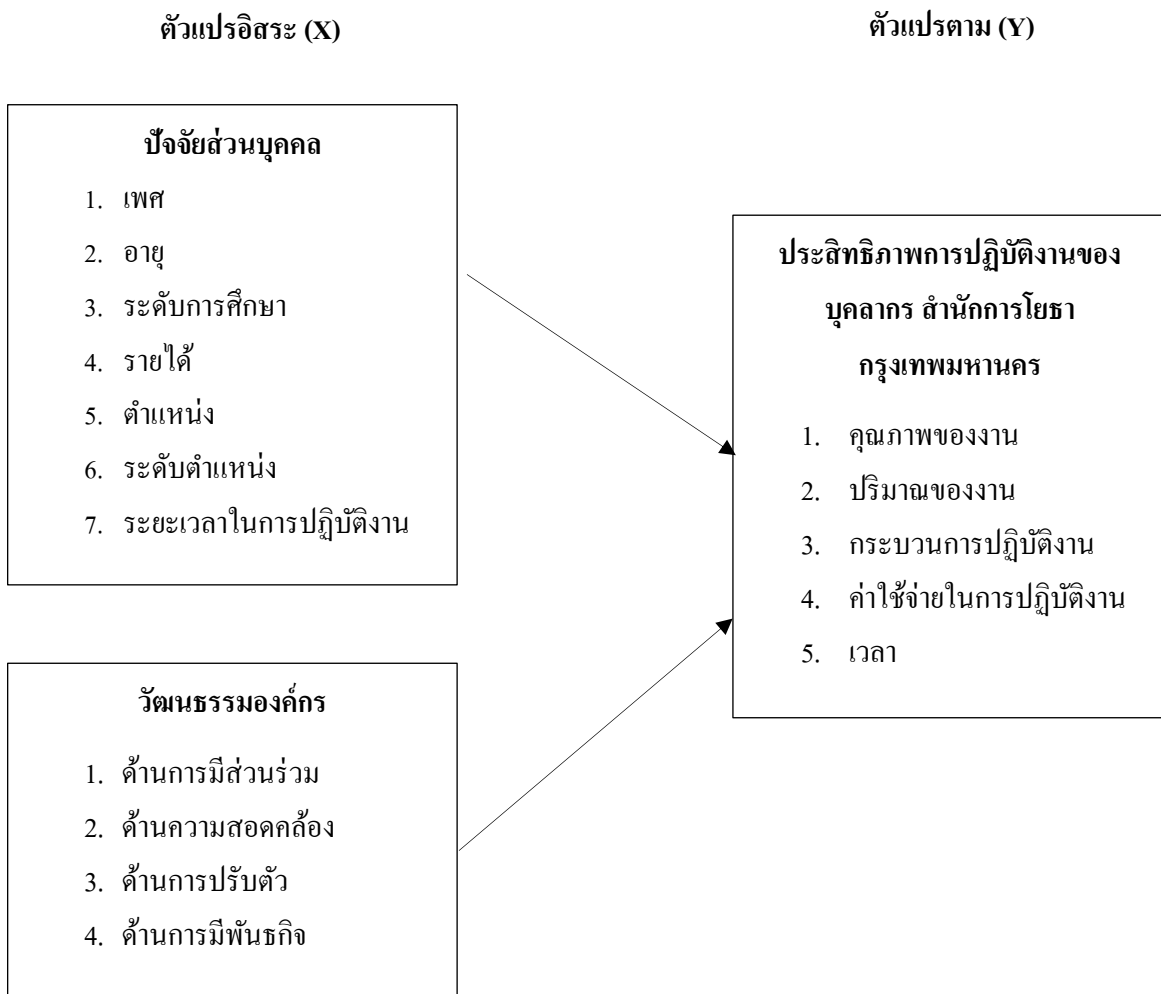 ตัวแปรอิสระ (X)
ตัวแปรตาม (Y)
ปัจจัยส่วนบุคคล
1. เพศ
2. อายุ
3. ระดับการศึกษา
4. รายได้
5. ตำแหน่ง
6. ระดับตำแหน่ง
7. ระยะเวลาในการปฏิบัติงาน
วัฒนธรรมองค์กร
1. ด้านการมีส่วนร่วม
2. ด้านความสอดคล้อง
3. ด้านการปรับตัว
4. ด้านการมีพันธกิจ
ประสิทธิภาพการปฏิบัติงานของ
บุคลากร สำนักการโยธา
กรุงเทพมหานคร
1. คุณภาพของงาน
2. ปริมาณของงาน
3. กระบวนการปฏิบัติงาน
4. ค่าใช้จ่ายในการปฏิบัติงาน
5. เวลา